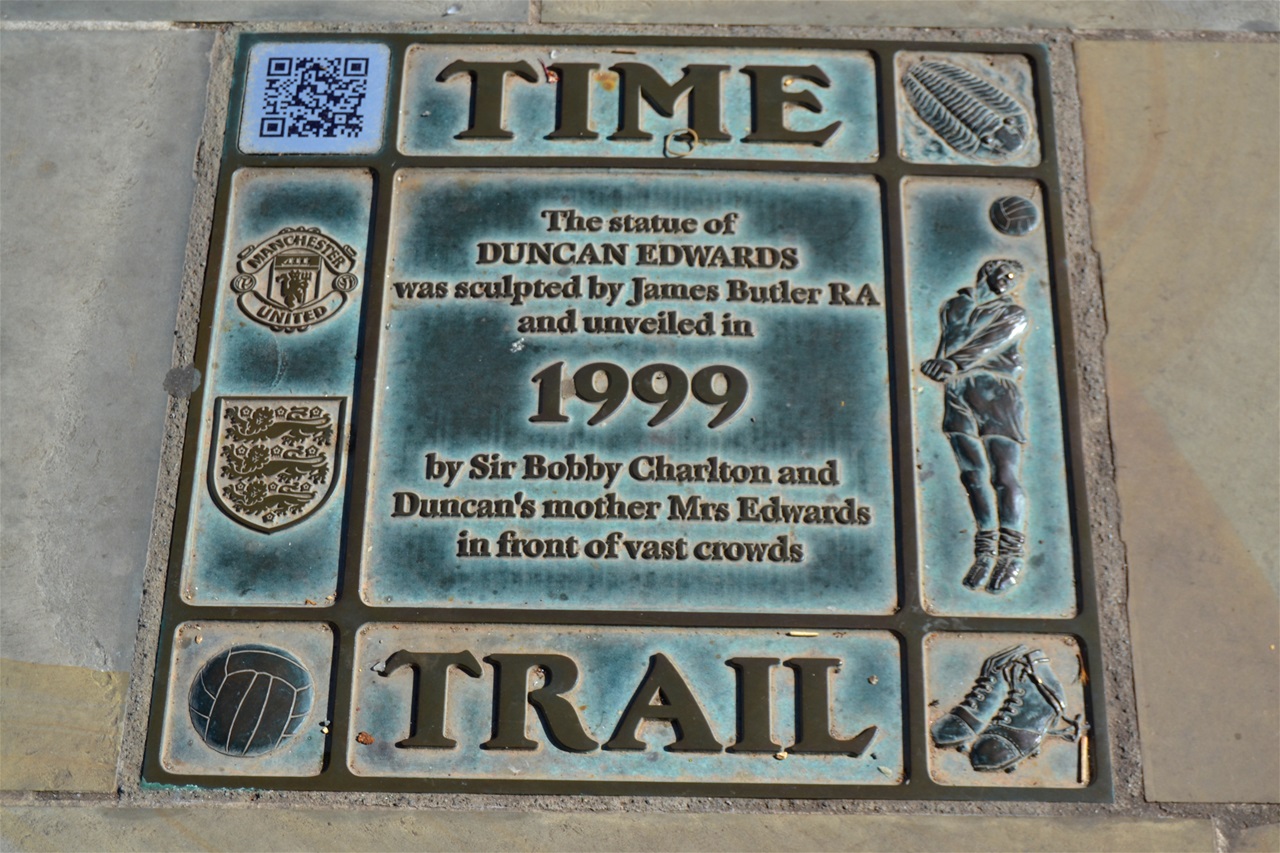 TIME
MANCHESTER
UNITED
The statue of
DUNCAN EDWARDS
was sculpted by James Butler RA
and unveiled in
1999
by Sir Bobby Charlton and
Duncan's mother Mrs Edwards
in front of vast crowds
TRAIL